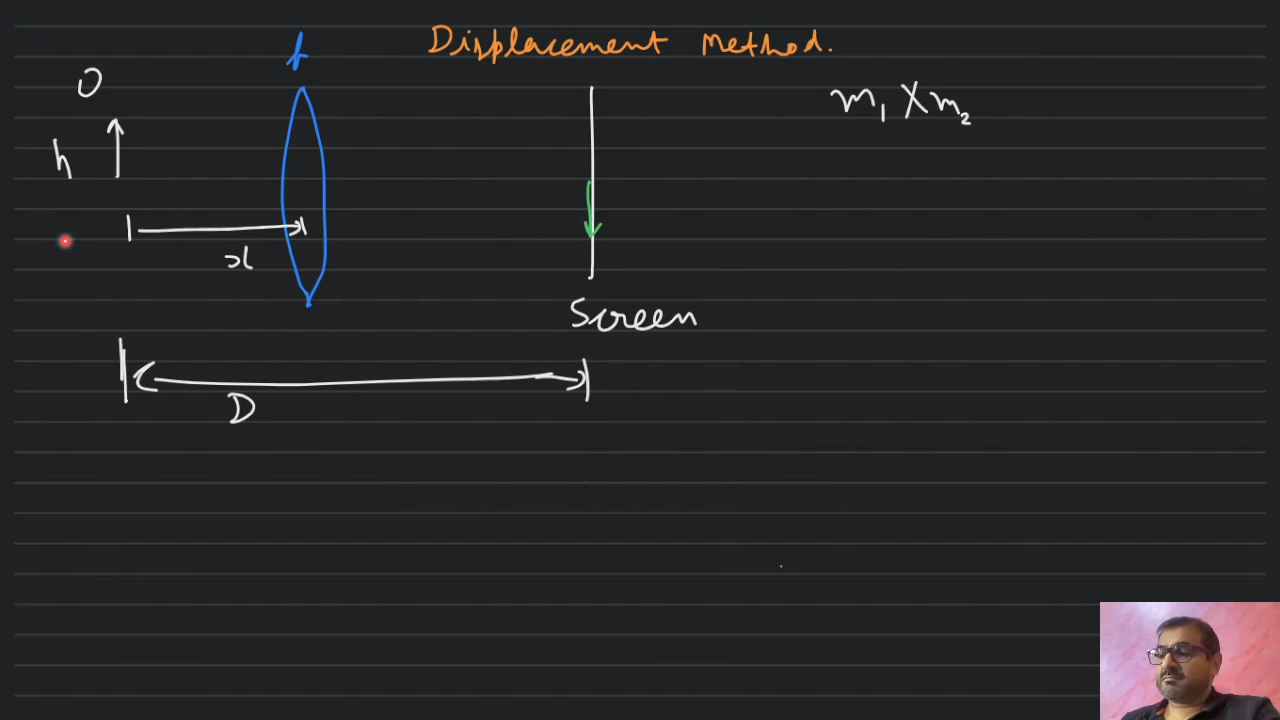 Displacement Method.
f
O
m₁ X m₂
h
x
Screen
D